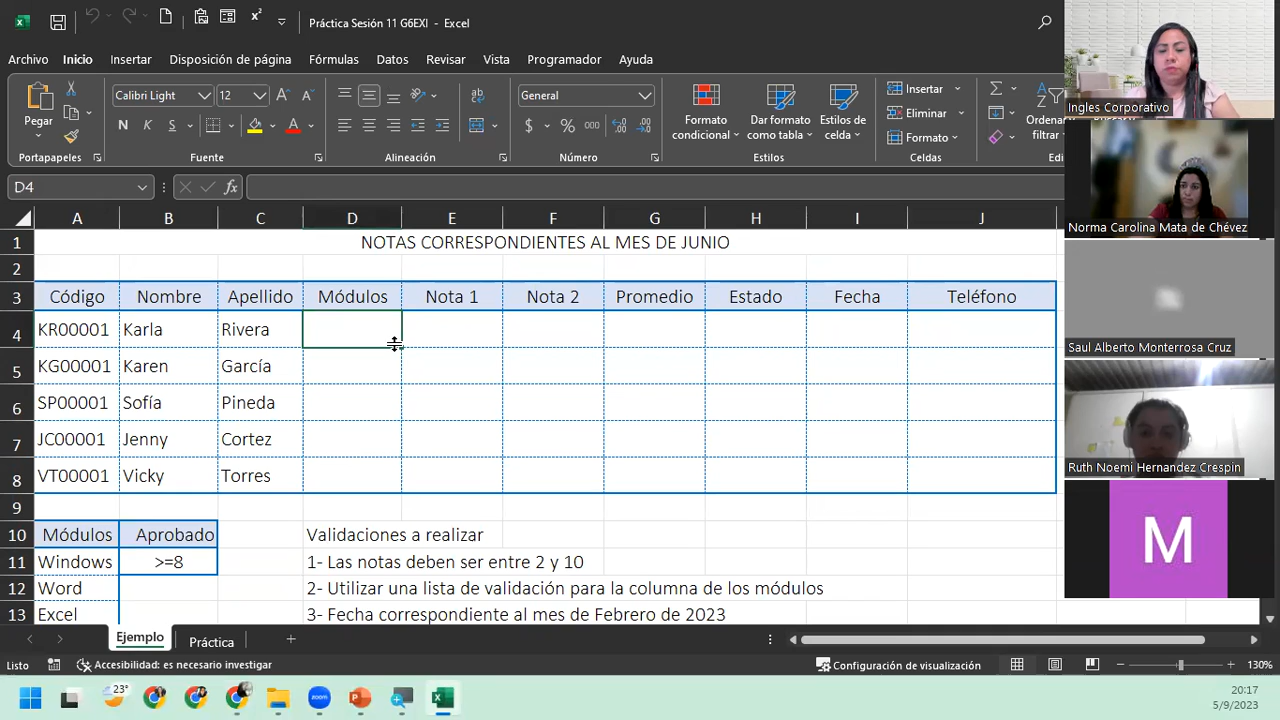 Práctica Sesión 11 G6EXI - Excel
Archivo Inicio Insertar Disposición de página Fórmulas
Pegar
Portapapeles
Calibri Light 12
N K S
Fuente
Alineación
General
$ % 000
Número
Formato condicional
Dar formato como tabla
Estilos de celda
Estilos
Insertar
Eliminar
Formato
Celdas
D4
fx
A B C D E F G H I J
1 NOTAS CORRESPONDIENTES AL MES DE JUNIO
2
3 Código Nombre Apellido Módulos Nota 1 Nota 2 Promedio Estado Fecha Teléfono
4 KR00001 Karla Rivera
5 KG00001 Karen García
6 SP00001 Sofía Pineda
7 JC00001 Jenny Cortez
8 VT00001 Vicky Torres
9
10 Módulos Aprobado Validaciones a realizar
11 Windows >=8 1- Las notas deben ser entre 2 y 10
12 Word 2- Utilizar una lista de validación para la columna de los módulos
13 Excel 3- Fecha correspondiente al mes de Febrero de 2023
Ejemplo Práctica
Listo Accesibilidad: es necesario investigar Configuración de visualización 130%
23° zoom 20:17
5/9/2023
Ingles Corporativo
Norma Carolina Mata de Chévez
Saul Alberto Monterrosa Cruz
Ruth Noemi Hernandez Crespin
M